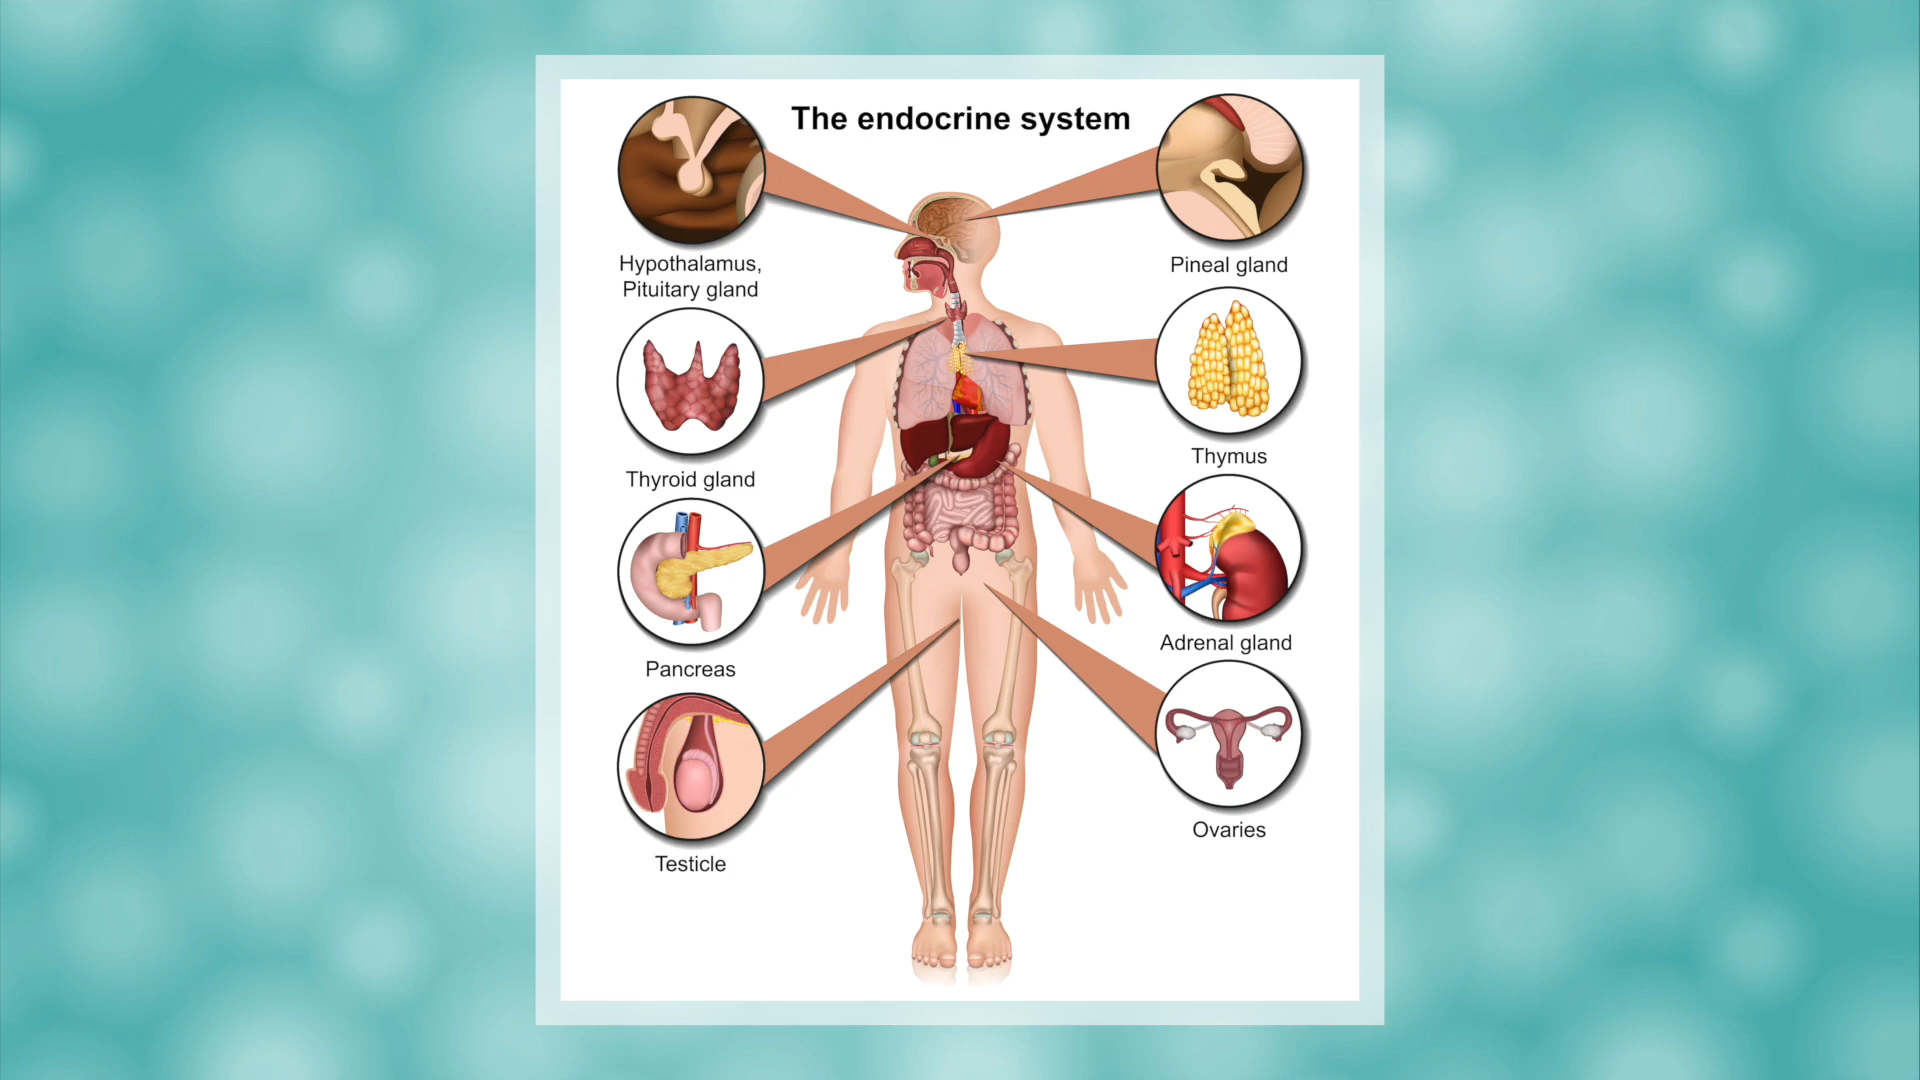 The endocrine system
Hypothalamus,
Pituitary gland
Pineal gland
Thyroid gland
Thymus
Pancreas
Adrenal gland
Testicle
Ovaries